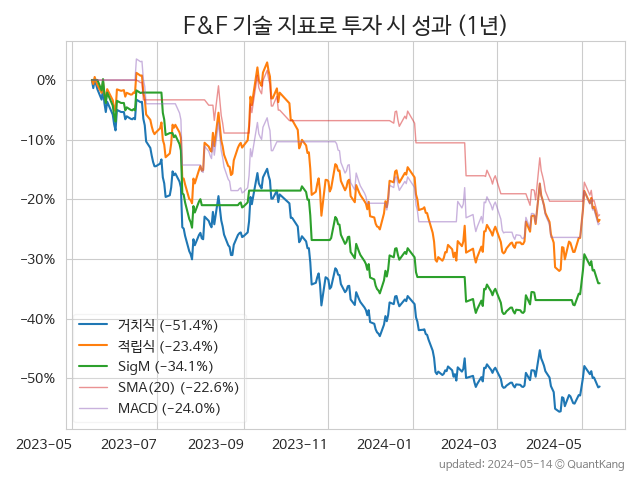 F&F 기술 지표로 투자 시 성과 (1년)
0%
−10%
−20%
−30%
−40%
−50%
거치식 (−51.4%)
적립식 (−23.4%)
SigM (−34.1%)
SMA(20) (−22.6%)
MACD (−24.0%)
2023-05 2023-07 2023-09 2023-11 2024-01 2024-03 2024-05
updated: 2024-05-14 © QuantKang